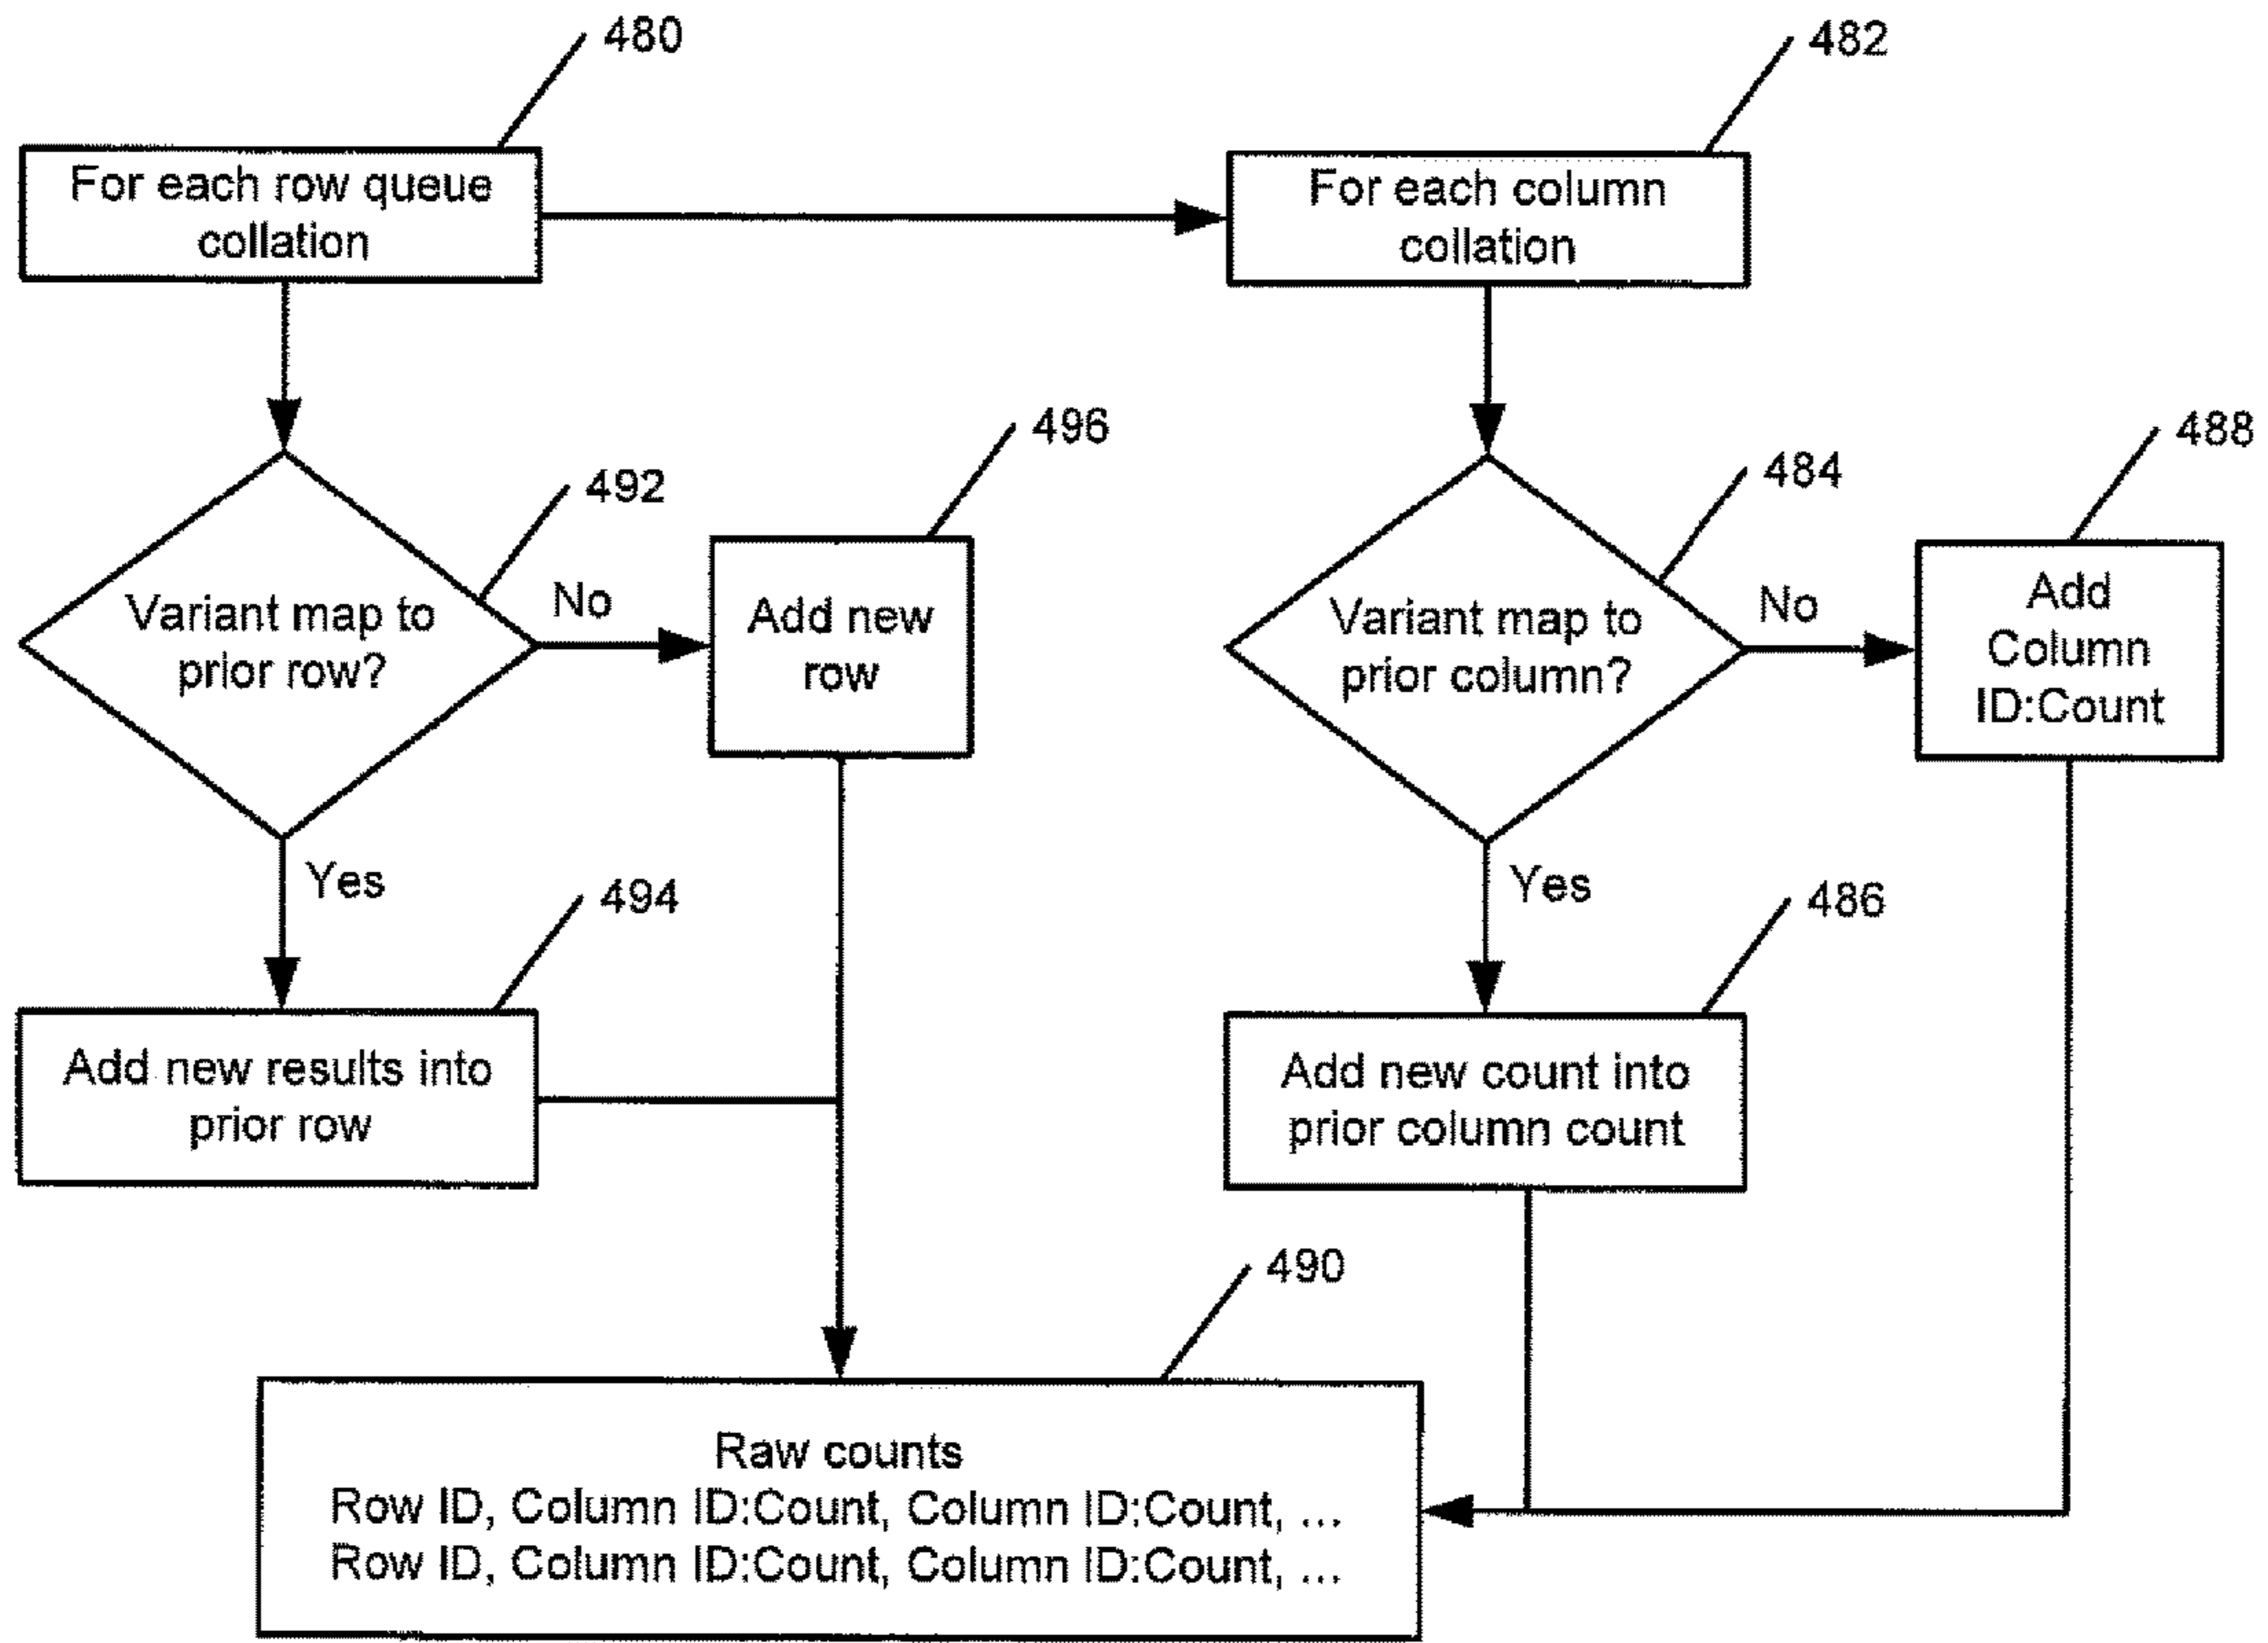 480
482
For each row queue
collation
For each column
collation
496
488
492
484
Variant map to
prior row?
No
Add new
row
Variant map to
prior column?
No
Add
Column
ID:Count
Yes
494
Yes
486
Add new results into
prior row
Add new count into
prior column count
490
Raw counts
Row ID, Column ID:Count, Column ID:Count, ...
Row ID, Column ID:Count, Column ID:Count, ...